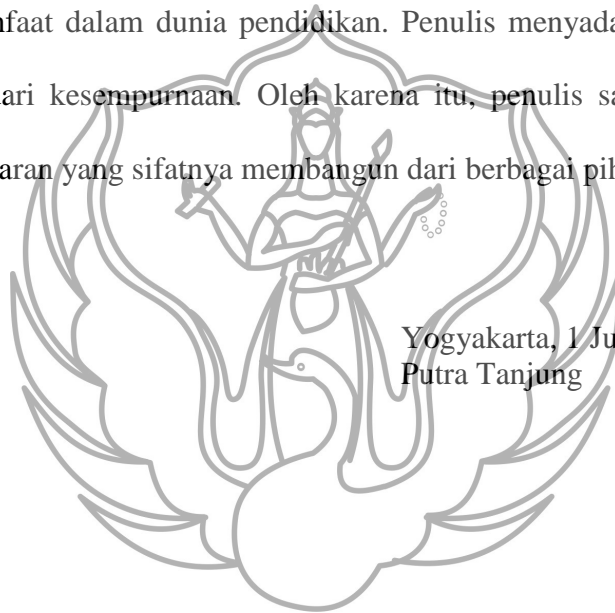 nfaat dalam dunia pendidikan. Penulis menyada
ari kesempurnaan. Oleh karena itu, penulis sa
aran yang sifatnya membangun dari berbagai pih
Yogyakarta, 1 Ju
Putra Tanjung